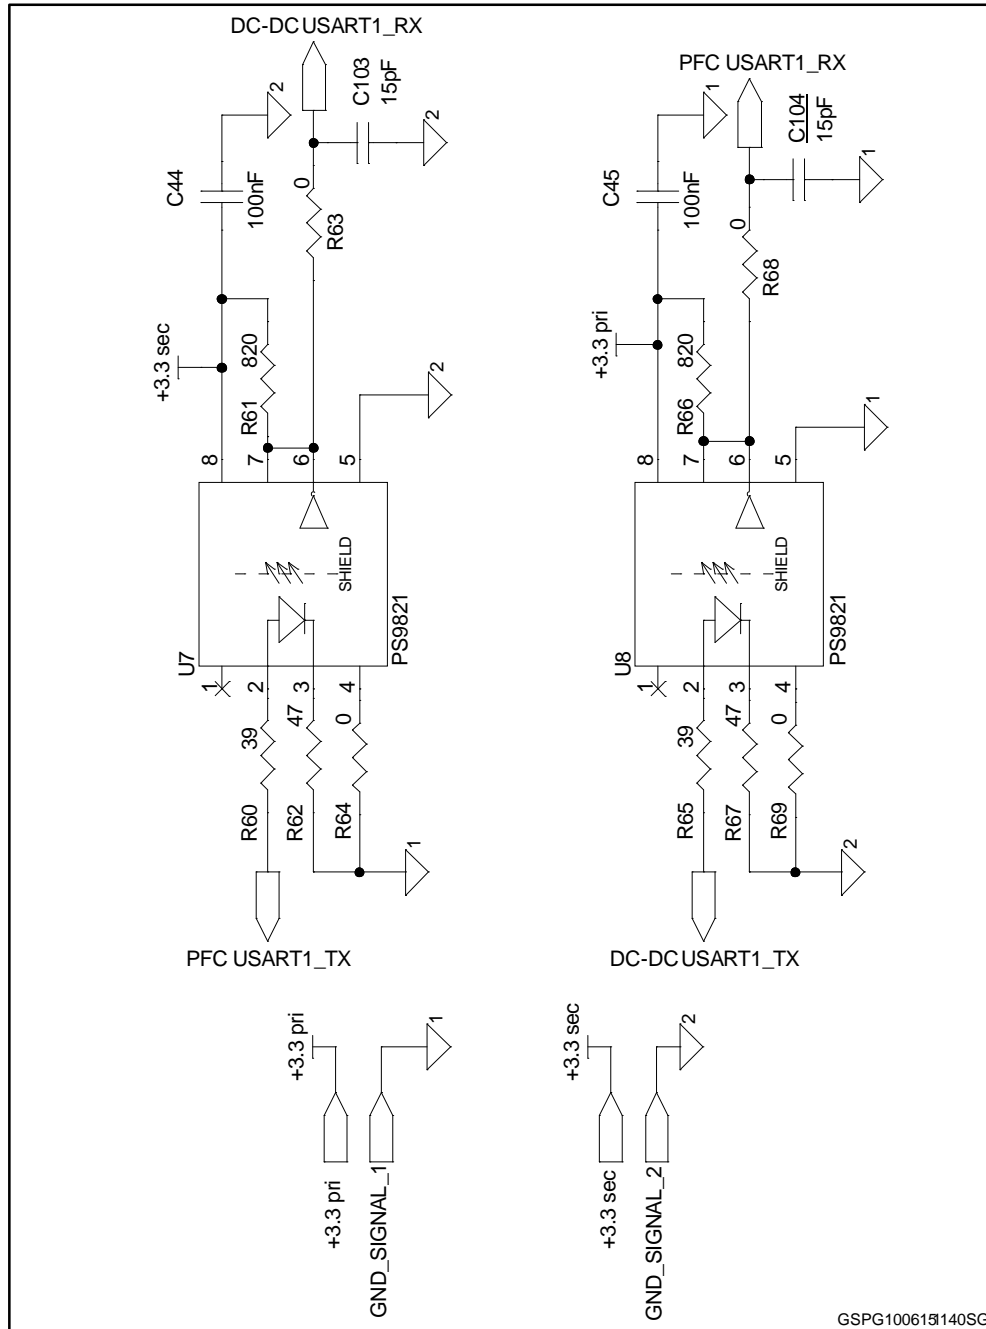 DC-DC USART1_RX
C103
15pF
2
2
C44
100nF
0
R63
+3.3 sec
820
R61
2
8
7
6
5
SHIELD
U7
PS9821
1
2
3
4
39
47
0
R60
R62
R64
1
PFC USART1_TX
PFC USART1_RX
C104
15pF
1
1
C45
100nF
0
R68
+3.3 pri
820
R66
1
8
7
6
5
SHIELD
U8
PS9821
1
2
3
4
39
47
0
R65
R67
R69
2
DC-DC USART1_TX
+3.3 pri
1
+3.3 pri
GND_SIGNAL_1
+3.3 sec
2
+3.3 sec
GND_SIGNAL_2
GSPG10061511140SG